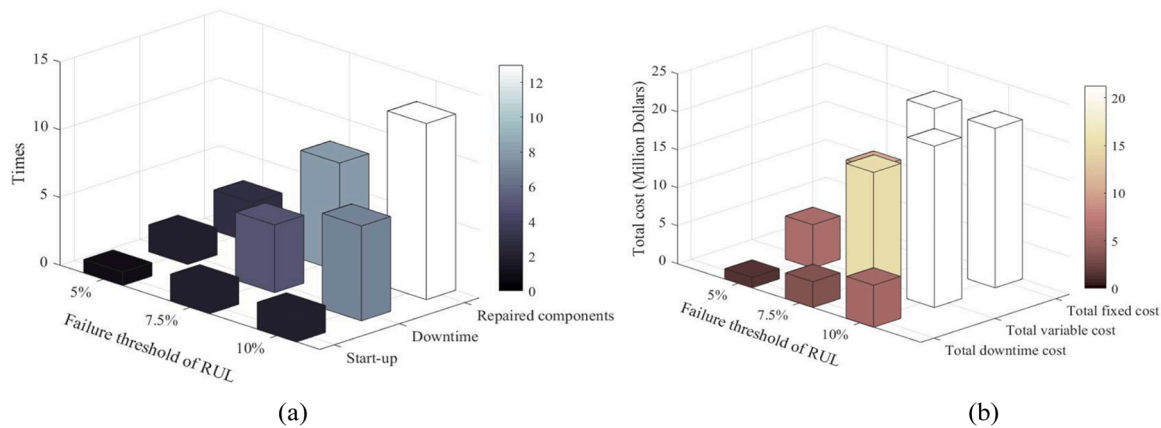 15
10
5
0
Times
5%
7.5%
10%
Failure threshold of RUL
Start-up
Downtime
Repaired components
12
10
8
6
4
2
0
(a)
25
20
15
10
5
0
Total cost (Million Dollars)
5%
7.5%
10%
Failure threshold of RUL
Total downtime cost
Total variable cost
Total fixed cost
20
15
10
5
0
(b)